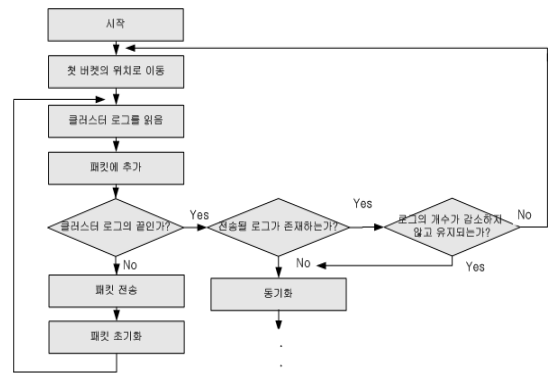 시작
첫 버켓의 위치로 이동
클러스터 로그를 읽음
패킷에 추가
클러스터 로그의 끝인가?
Yes
전송될 로그가 존재하는가?
Yes
로그의 개수가 감소하지
않고 유지되는가?
No
No
No
Yes
패킷 전송
동기화
패킷 초기화